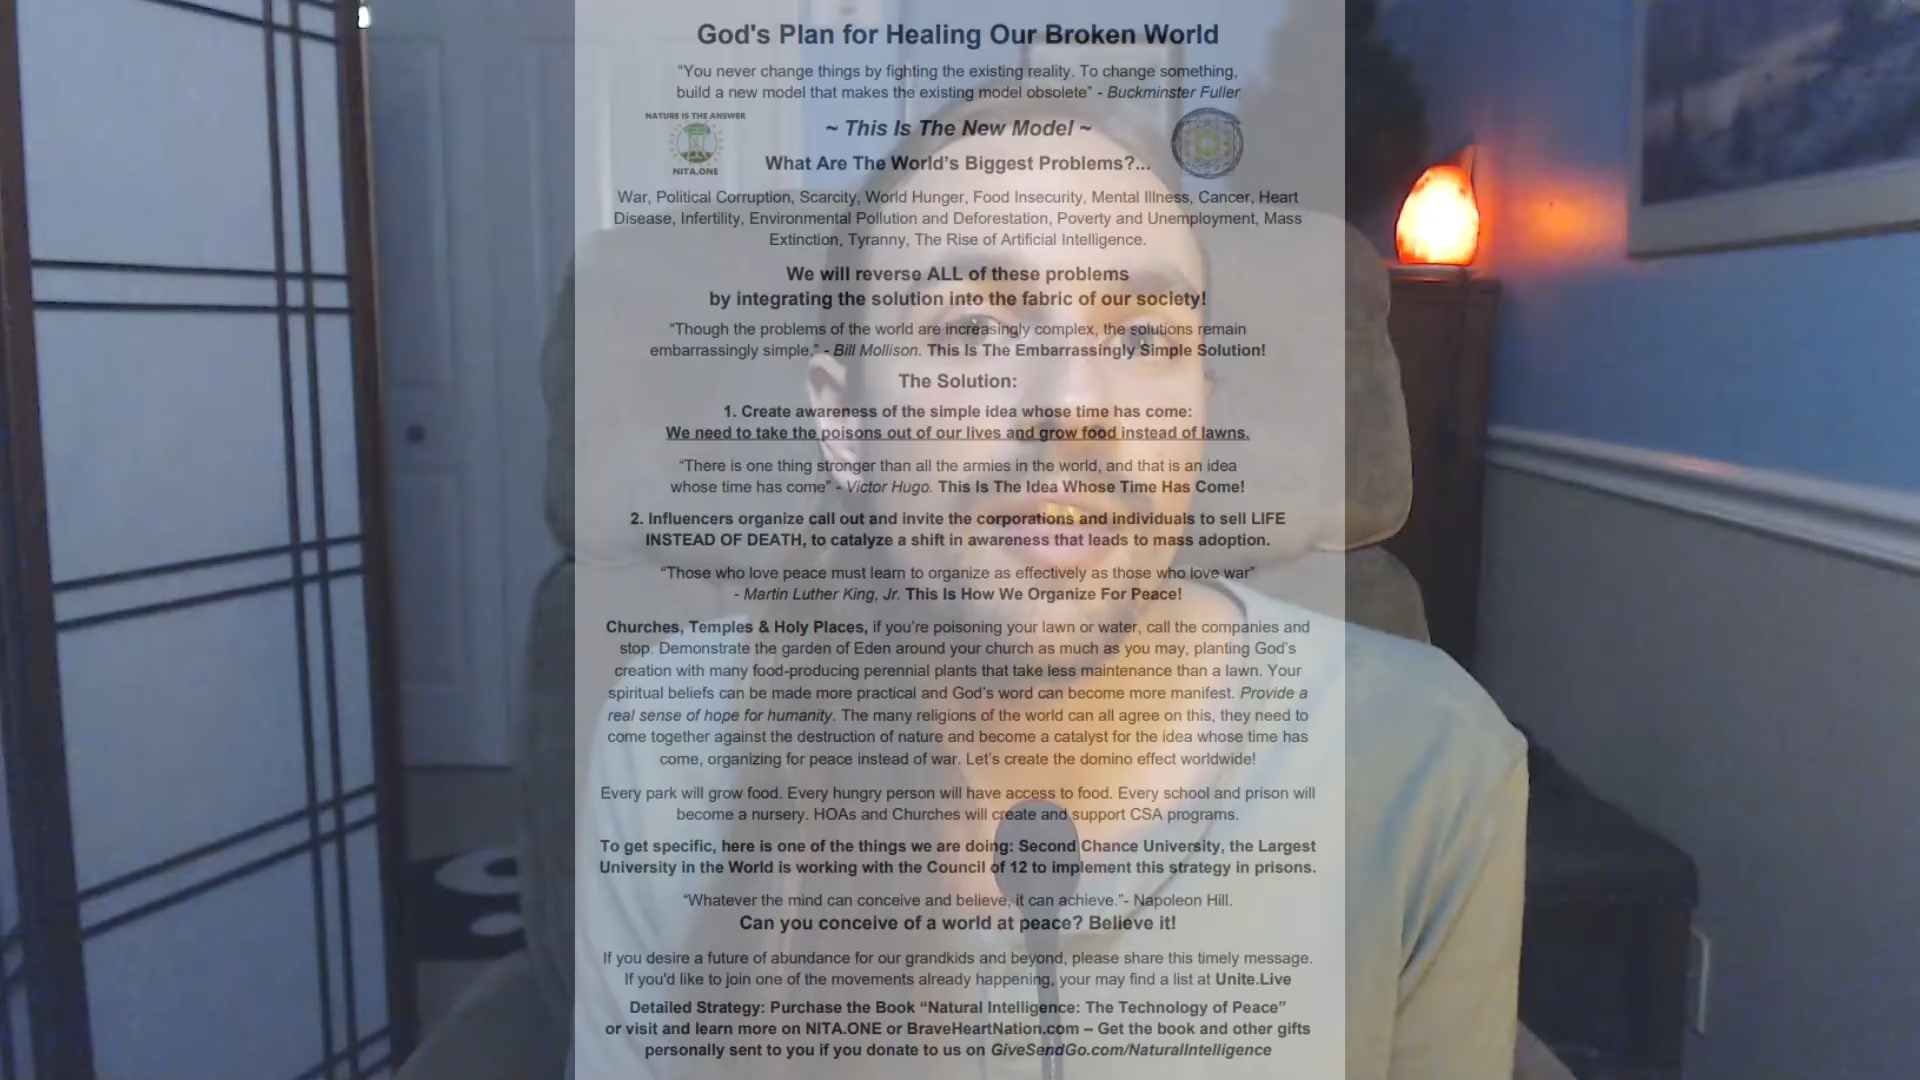 God's Plan for Healing Our Broken World
“You never change things by fighting the existing reality. To change something,
build a new model that makes the existing model obsolete” - Buckminster Fuller
NATURE IS THE ANSWER
NITA.ONE
~ This Is The New Model ~
What Are The World’s Biggest Problems?...
War, Political Corruption, Scarcity, World Hunger, Food Insecurity, Mental Illness, Cancer, Heart
Disease, Infertility, Environmental Pollution and Deforestation, Poverty and Unemployment, Mass
Extinction, Tyranny, The Rise of Artificial Intelligence.
We will reverse ALL of these problems
by integrating the solution into the fabric of our society!
“Though the problems of the world are increasingly complex, the solutions remain
embarrassingly simple.” - Bill Mollison. This Is The Embarrassingly Simple Solution!
The Solution:
1. Create awareness of the simple idea whose time has come:
We need to take the poisons out of our lives and grow food instead of lawns.
“There is one thing stronger than all the armies in the world, and that is an idea
whose time has come” - Victor Hugo. This Is The Idea Whose Time Has Come!
2. Influencers organize call out and invite the corporations and individuals to sell LIFE
INSTEAD OF DEATH, to catalyze a shift in awareness that leads to mass adoption.
“Those who love peace must learn to organize as effectively as those who love war”
- Martin Luther King, Jr. This Is How We Organize For Peace!
Churches, Temples & Holy Places, if you’re poisoning your lawn or water, call the companies and
stop. Demonstrate the garden of Eden around your church as much as you may, planting God’s
creation with many food-producing perennial plants that take less maintenance than a lawn. Your
spiritual beliefs can be made more practical and God’s word can become more manifest. Provide a
real sense of hope for humanity. The many religions of the world can all agree on this, they need to
come together against the destruction of nature and become a catalyst for the idea whose time has
come, organizing for peace instead of war. Let’s create the domino effect worldwide!
Every park will grow food. Every hungry person will have access to food. Every school and prison will
become a nursery. HOAs and Churches will create and support CSA programs.
To get specific, here is one of the things we are doing: Second Chance University, the Largest
University in the World is working with the Council of 12 to implement this strategy in prisons.
“Whatever the mind can conceive and believe, it can achieve.”- Napoleon Hill.
Can you conceive of a world at peace? Believe it!
If you desire a future of abundance for our grandkids and beyond, please share this timely message.
If you'd like to join one of the movements already happening, your may find a list at Unite.Live
Detailed Strategy: Purchase the Book “Natural Intelligence: The Technology of Peace”
or visit and learn more on NITA.ONE or BraveHeartNation.com – Get the book and other gifts
personally sent to you if you donate to us on GiveSendGo.com/NaturalIntelligence